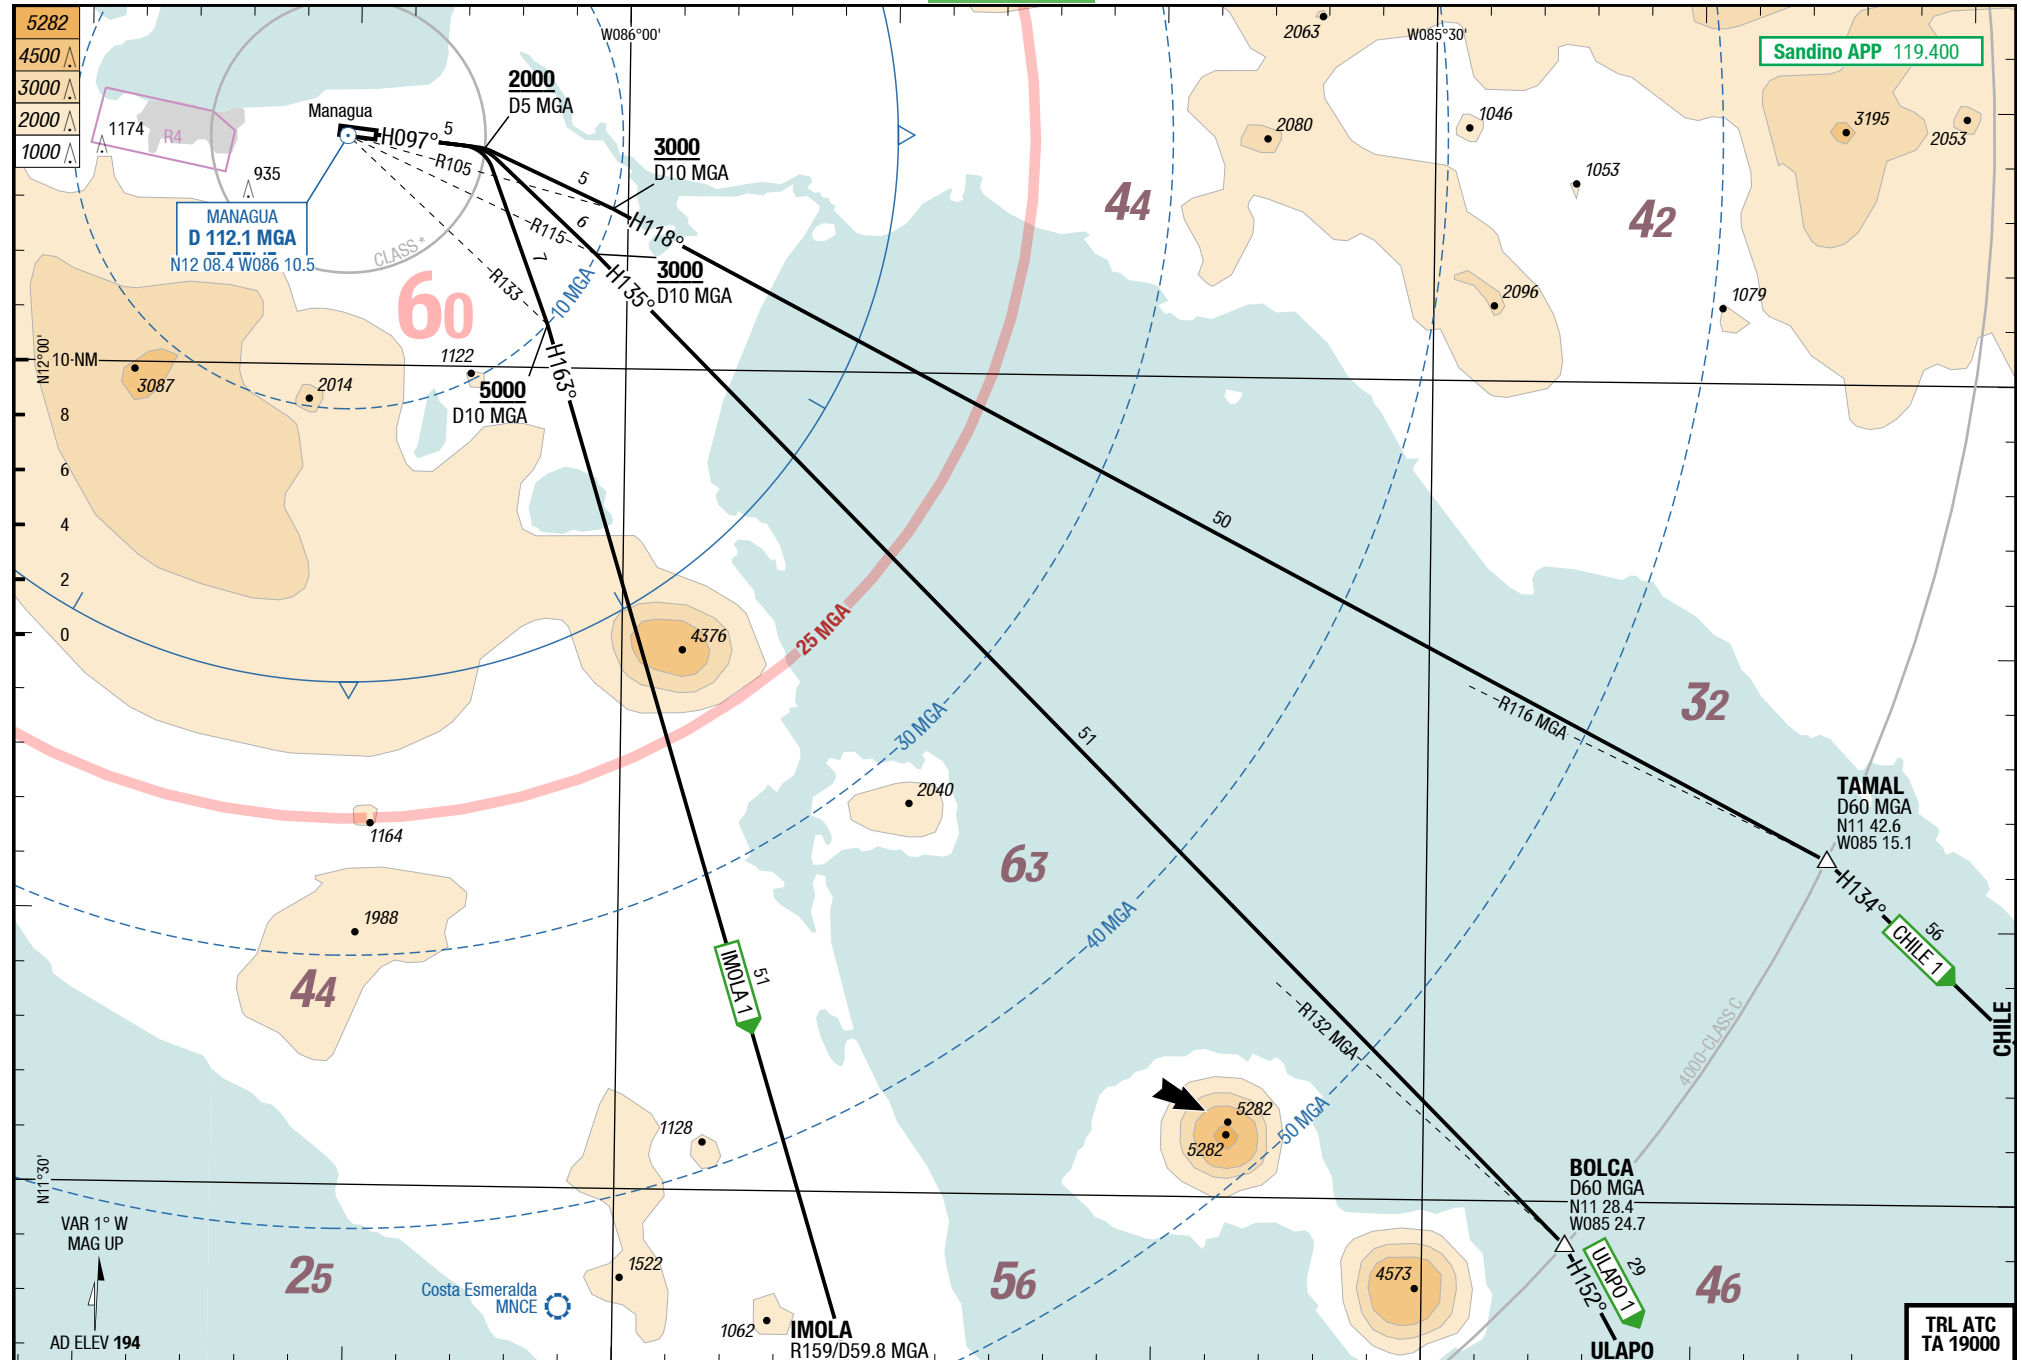 5282
4500
3000
2000
1000
W086°00'
W085°30'
2063
Sandino APP 119.400
Managua
2000
D5 MGA
1174
R4
935
H097°
5
R105
3000
D10 MGA
5
2080
1046
3195
2053
1053
44
42
MANAGUA
D 112.1 MGA
N12 08.4 W086 10.5
CLASS *
R115
6
H118°
7
R133
10 MGA
H135°
3000
D10 MGA
60
2096
1079
N12°00'
10 NM
3087
2014
1122
H163°
5000
D10 MGA
8
6
4
2
0
50
4376
25 MGA
32
R116 MGA
30 MGA
51
2040
1164
TAMAL
D60 MGA
N11 42.6
W085 15.1
63
H134°
56
CHILE 1
CHILE
1988
44
40 MGA
IMOLA 1
51
R132 MGA
4000-CLASS C
5282
5282
50 MGA
1128
N11°30'
BOLCA
D60 MGA
N11 28.4
W085 24.7
VAR 1° W
MAG UP
25
1522
56
4573
H152°
ULAPO 1
29
46
Costa Esmeralda
MNCE
1062
IMOLA
R159/D59.8 MGA
AD ELEV 194
ULAPO
TRL ATC
TA 19000